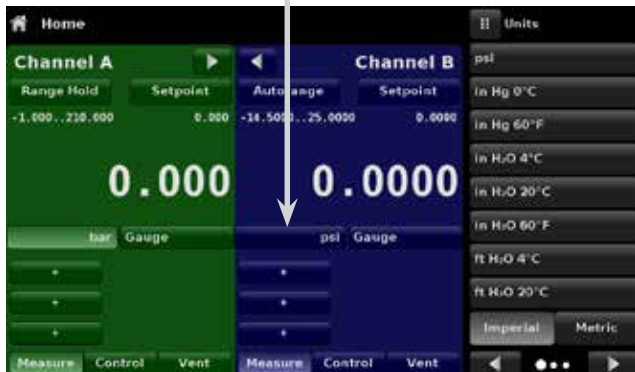 Home
Units
Channel A
Channel B
Range Hold Setpoint
Autorange Setpoint
-1.000..210.000 0.000
-14.5000..25.0000 0.0000
0.000
0.0000
bar Gauge
psi Gauge
+
+
+
+
+
+
Measure Control Vent
Measure Control Vent
psi
in Hg 0°C
in Hg 60°F
in H₂O 4°C
in H₂O 20°C
in H₂O 60°F
ft H₂O 4°C
ft H₂O 20°C
Imperial Metric